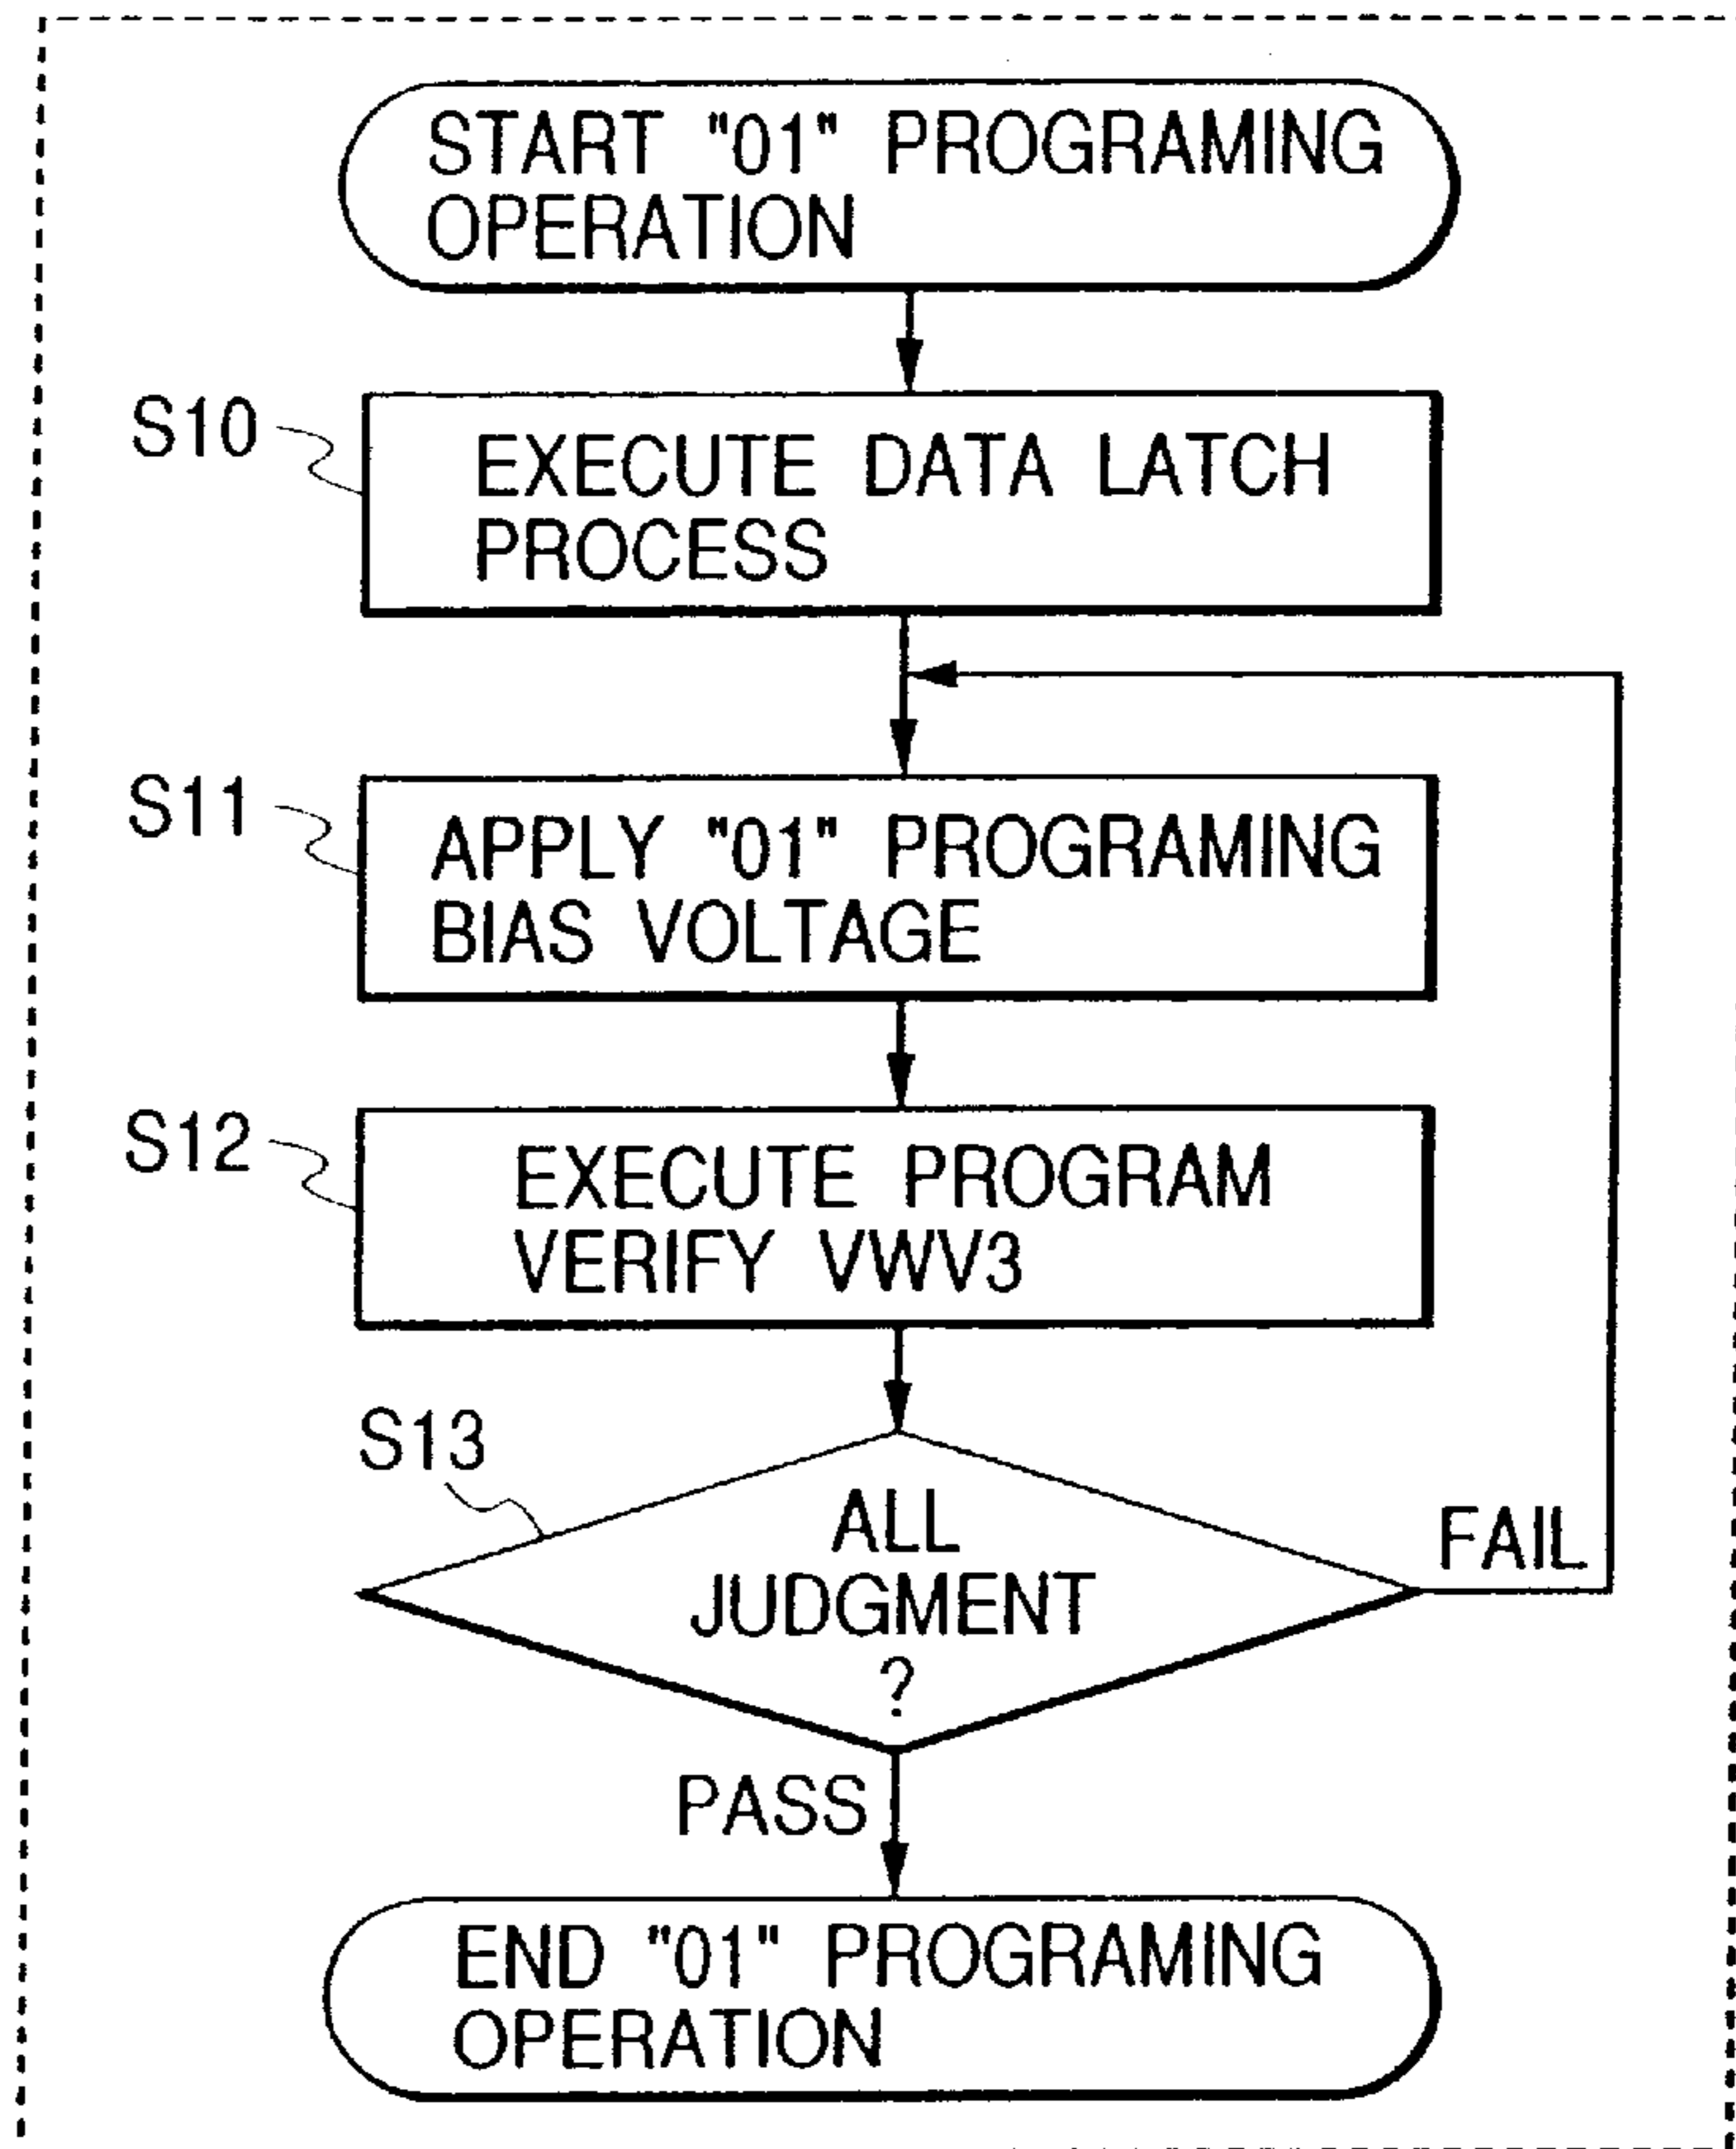 START "01" PROGRAMING
OPERATION
S10
EXECUTE DATA LATCH
PROCESS
S11
APPLY "01" PROGRAMING
BIAS VOLTAGE
S12
EXECUTE PROGRAM
VERIFY VWV3
S13
ALL
JUDGMENT
?
FAIL
PASS
END "01" PROGRAMING
OPERATION